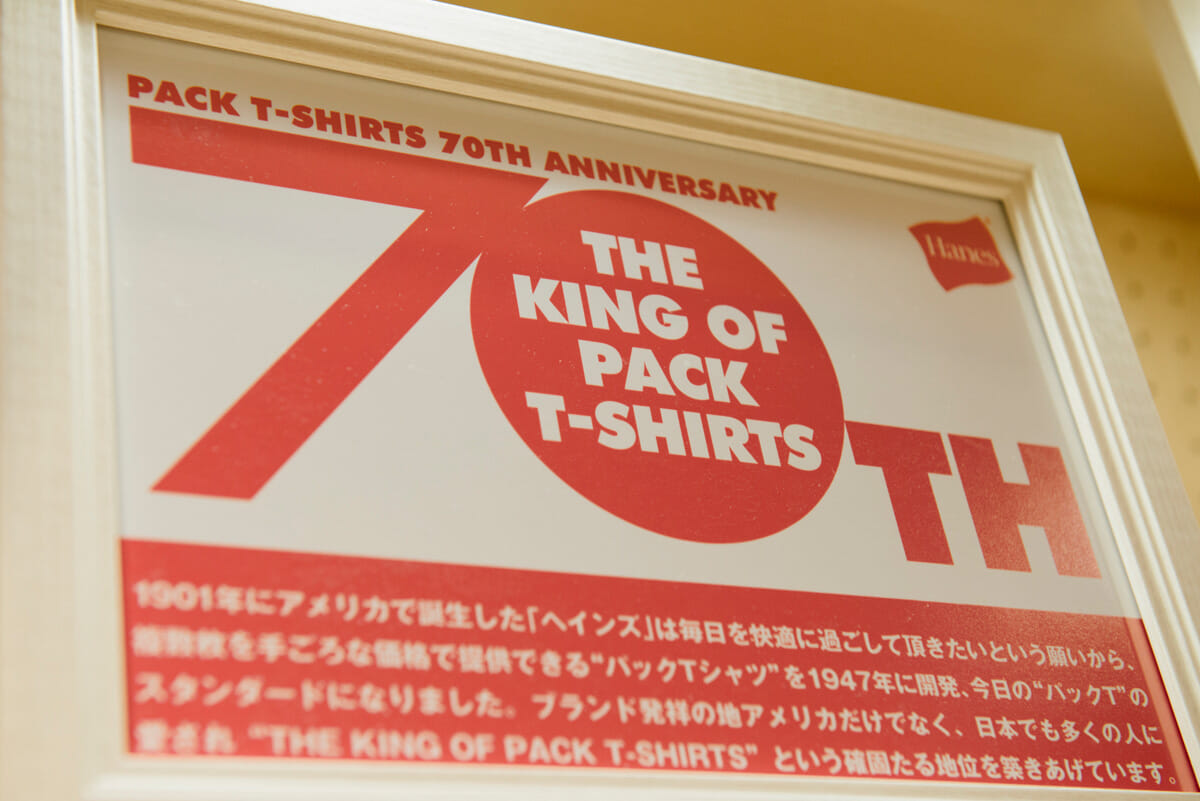 PACK T-SHIRTS 70TH ANNIVERSARY
70TH
THE
KING OF
PACK
T-SHIRTS
Hanes
1901年にアメリカで誕生した「ヘインズ」は毎日を快適に過ごして頂きたいという願いから、
複数枚を手ごろな価格で提供できる“パックTシャツ”を1947年に開発、今日の“パックT”の
スタンダードになりました。ブランド発祥の地アメリカだけでなく、日本でも多くの人に
愛され “THE KING OF PACK T-SHIRTS” という確固たる地位を築きあげています。